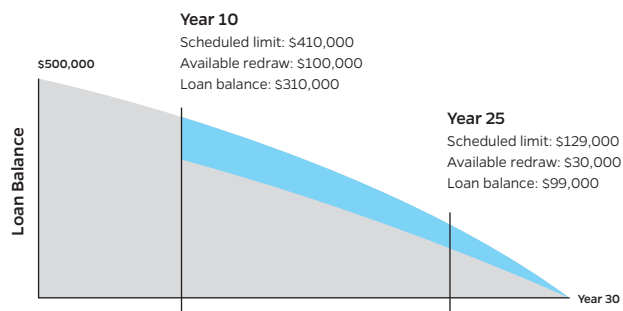 Year 10
Scheduled limit: $410,000
Available redraw: $100,000
Loan balance: $310,000
$500,000
Year 25
Scheduled limit: $129,000
Available redraw: $30,000
Loan balance: $99,000
Loan Balance
Year 30